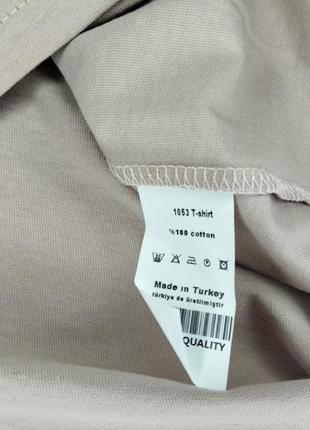 1053 T-shirt
%100 cotton
Made in Turkey
türkiye de üretilmiştir
QUALITY